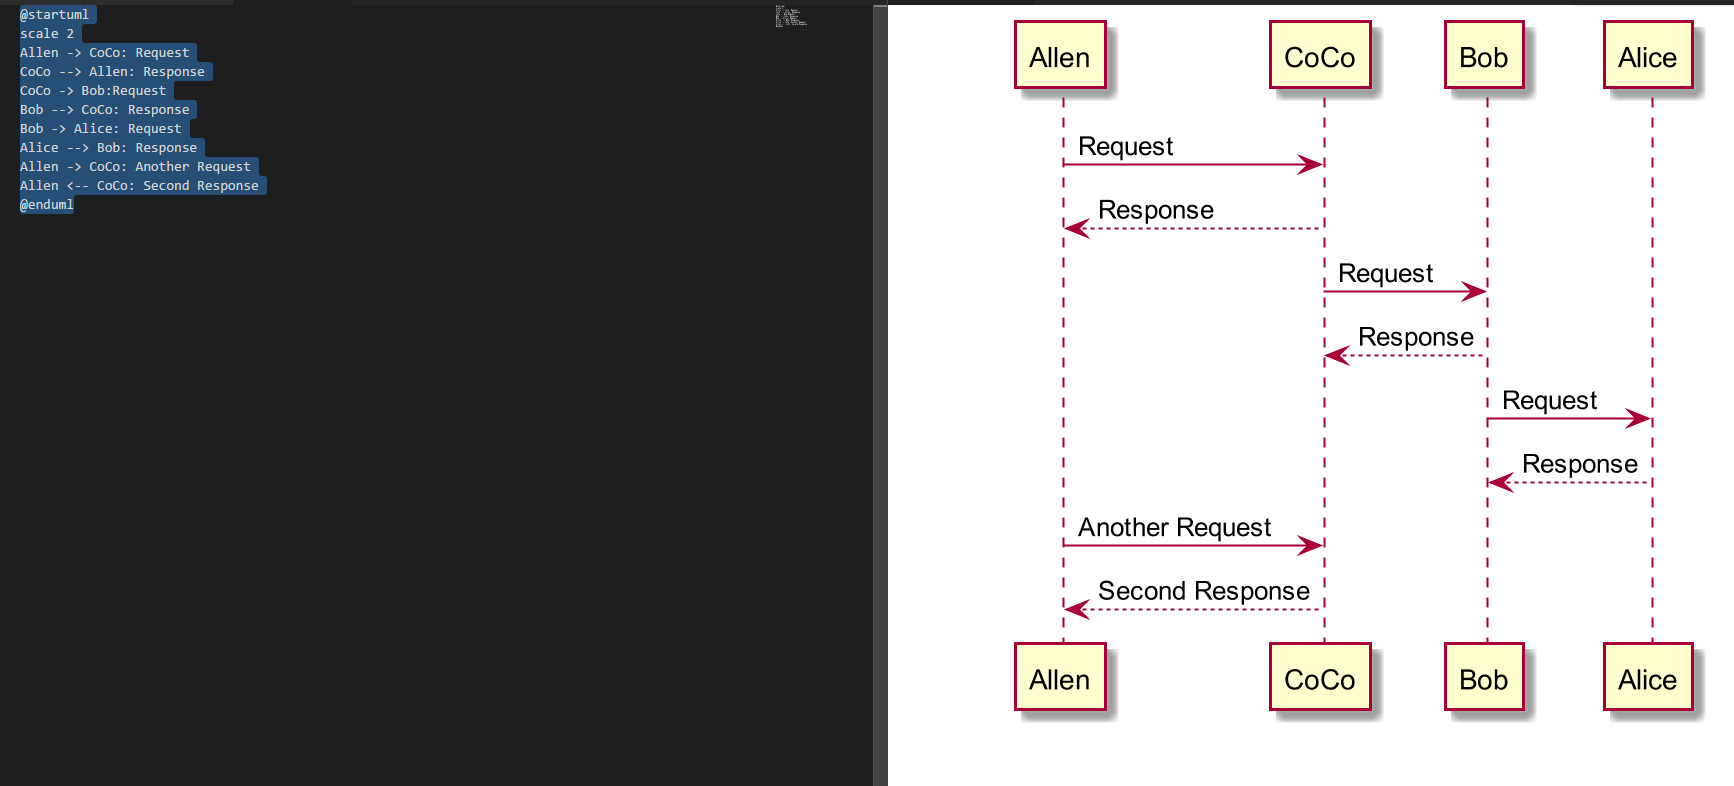 @startuml
scale 2
Allen -> CoCo: Request
CoCo --> Allen: Response
CoCo -> Bob:Request
Bob --> CoCo: Response
Bob -> Alice: Request
Alice --> Bob: Response
Allen -> CoCo: Another Request
Allen <-- CoCo: Second Response
@enduml
Allen CoCo Bob Alice
Request
Response
Request
Response
Request
Response
Another Request
Second Response
Allen CoCo Bob Alice